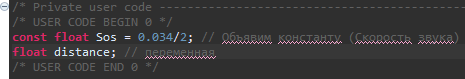 /* Private user code ---------------------------------------------
/* USER CODE BEGIN 0 */
const float Sos = 0.034/2; // Объявим константу (Скорость звука)
float distance; // переменная
/* USER CODE END 0 */